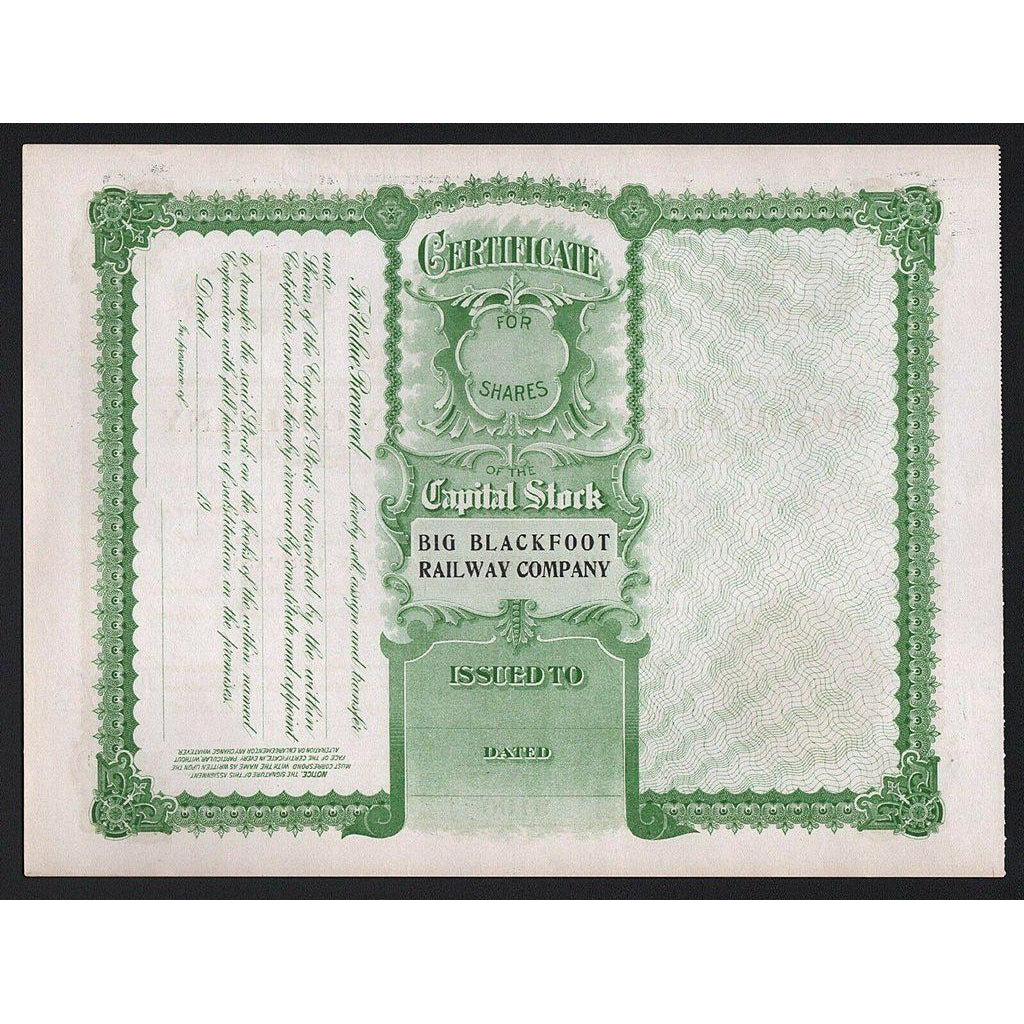 CERTIFICATE
FOR
SHARES
OF THE
Capital Stock
BIG BLACKFOOT
RAILWAY COMPANY
ISSUED TO
DATED
For Value Received, hereby sell, assign and transfer
unto
Shares of the Capital Stock represented by the within
Certificate, and do hereby irrevocably constitute and appoint
to transfer the said Stock on the books of the within named
Corporation with full power of substitution in the premises.
Dated 19
In presence of
NOTICE. THE SIGNATURE OF THIS ASSIGNMENT
MUST CORRESPOND WITH THE NAME AS WRITTEN UPON THE
FACE OF THE CERTIFICATE, IN EVERY PARTICULAR, WITHOUT
ALTERATION OR ENLARGEMENT OR ANY CHANGE WHATEVER.